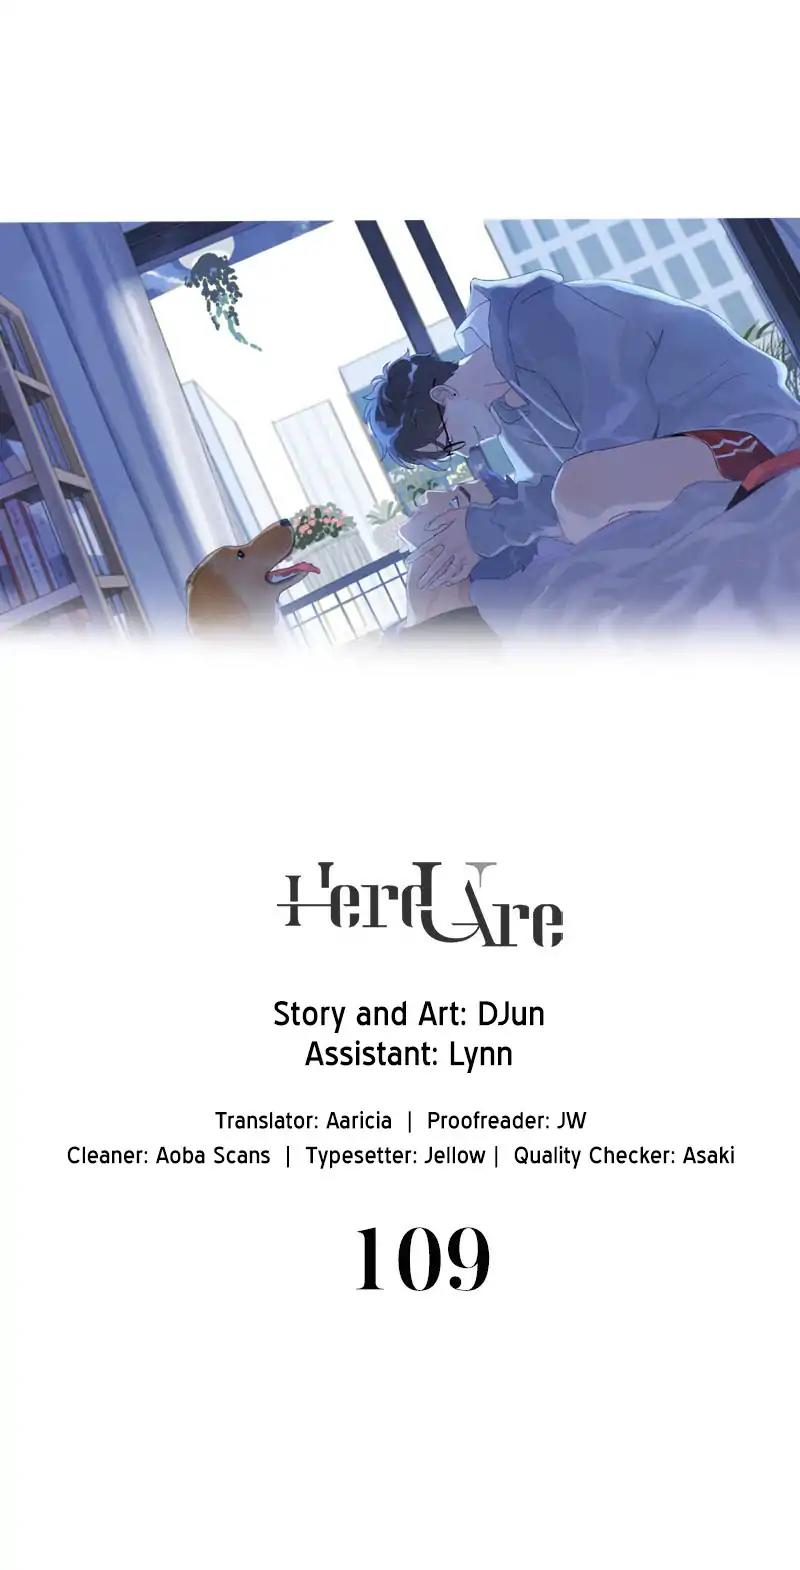 Here U Are
Story and Art: DJun
Assistant: Lynn
Translator: Aaricia | Proofreader: JW
Cleaner: Aoba Scans | Typesetter: Jellow | Quality Checker: Asaki
109